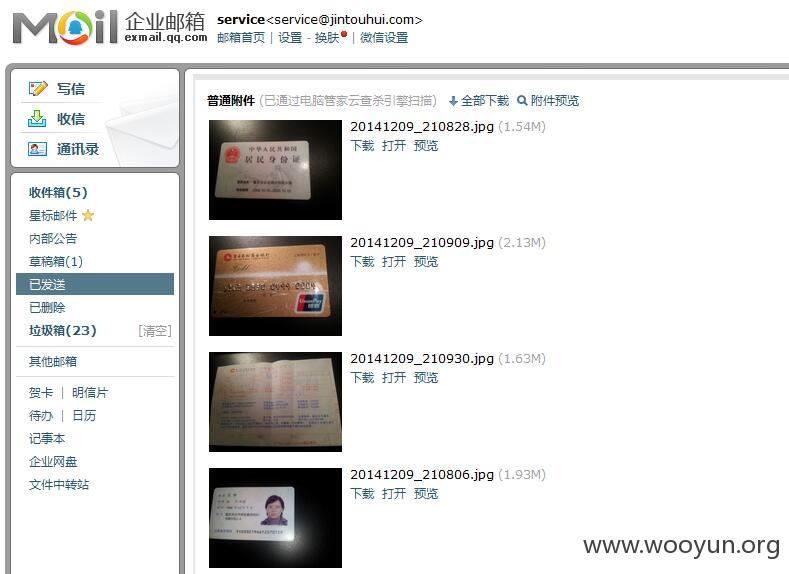 Mail 企业邮箱
exmail.qq.com
service<service@jintouhui.com>
邮箱首页 | 设置 - 换肤 | 微信设置
写信
收信
通讯录
收件箱(5)
星标邮件
内部公告
草稿箱(1)
已发送
已删除
垃圾箱(23) [清空]
其他邮箱
贺卡 | 明信片
待办 | 日历
记事本
企业网盘
文件中转站
普通附件 (已通过电脑管家云查杀引擎扫描) 全部下载 附件预览
20141209_210828.jpg (1.54M)
下载 打开 预览
中华人民共和国
居民身份证
20141209_210909.jpg (2.13M)
下载 打开 预览
Gold
UnionPay
20141209_210930.jpg (1.63M)
下载 打开 预览
20141209_210806.jpg (1.93M)
下载 打开 预览
www.wooyun.org